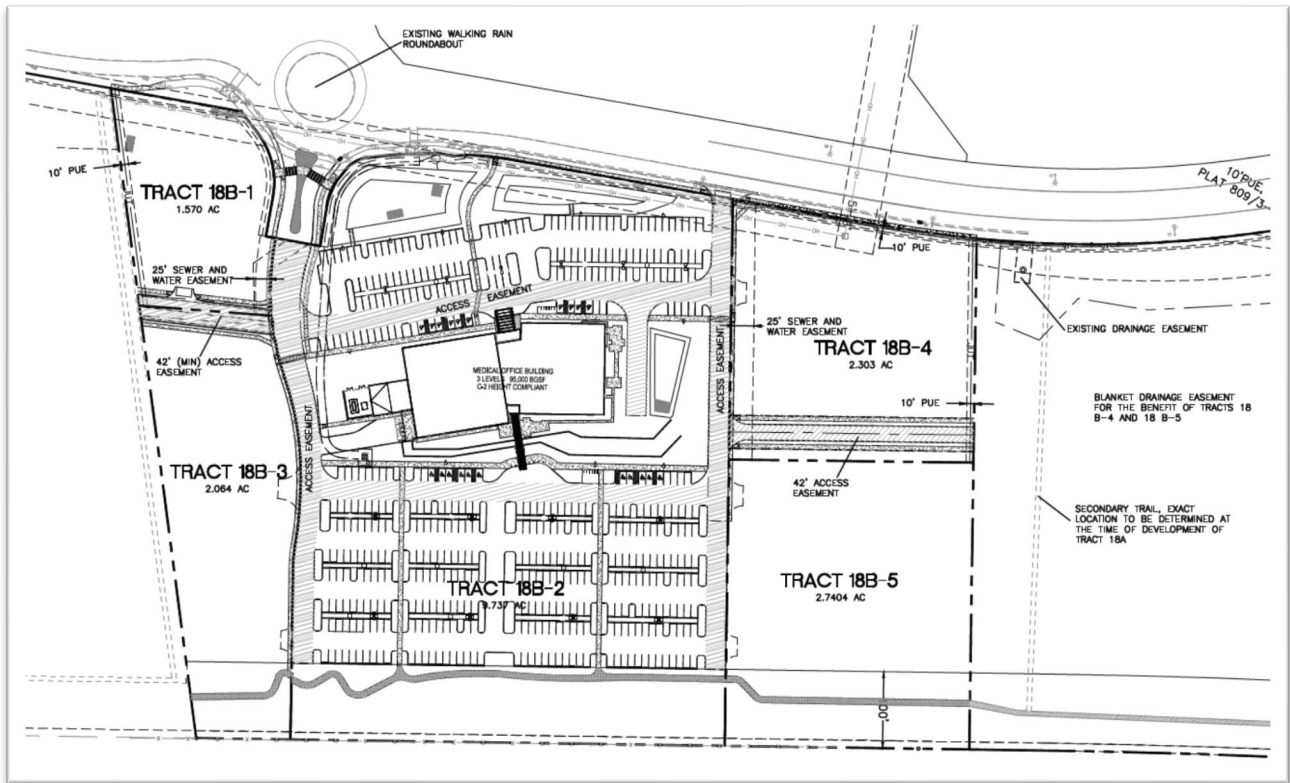 EXISTING WALKING RAIN
ROUNDABOUT
10' PUE
TRACT 18B-1
1.570 AC
10'PUE,
PLAT 809/3
10' PUE
25' SEWER AND
WATER EASEMENT
ACCESS EASEMENT
25' SEWER AND
WATER EASEMENT
EXISTING DRAINAGE EASEMENT
TRACT 18B-4
2.303 AC
42' (MIN) ACCESS
EASEMENT
MEDICAL OFFICE BUILDING
3 LEVELS 95,000 BGSF
C-2 HEIGHT COMPLIANT
ACCESS EASEMENT
10' PUE
BLANKET DRAINAGE EASEMENT
FOR THE BENEFIT OF TRACTS 18
B-4 AND 18 B-5
ACCESS EASEMENT
TRACT 18B-3
2.064 AC
42' ACCESS
EASEMENT
SECONDARY TRAIL, EXACT
LOCATION TO BE DETERMINED AT
THE TIME OF DEVELOPMENT OF
TRACT 18A
TRACT 18B-2
9.737 AC
TRACT 18B-5
2.7404 AC